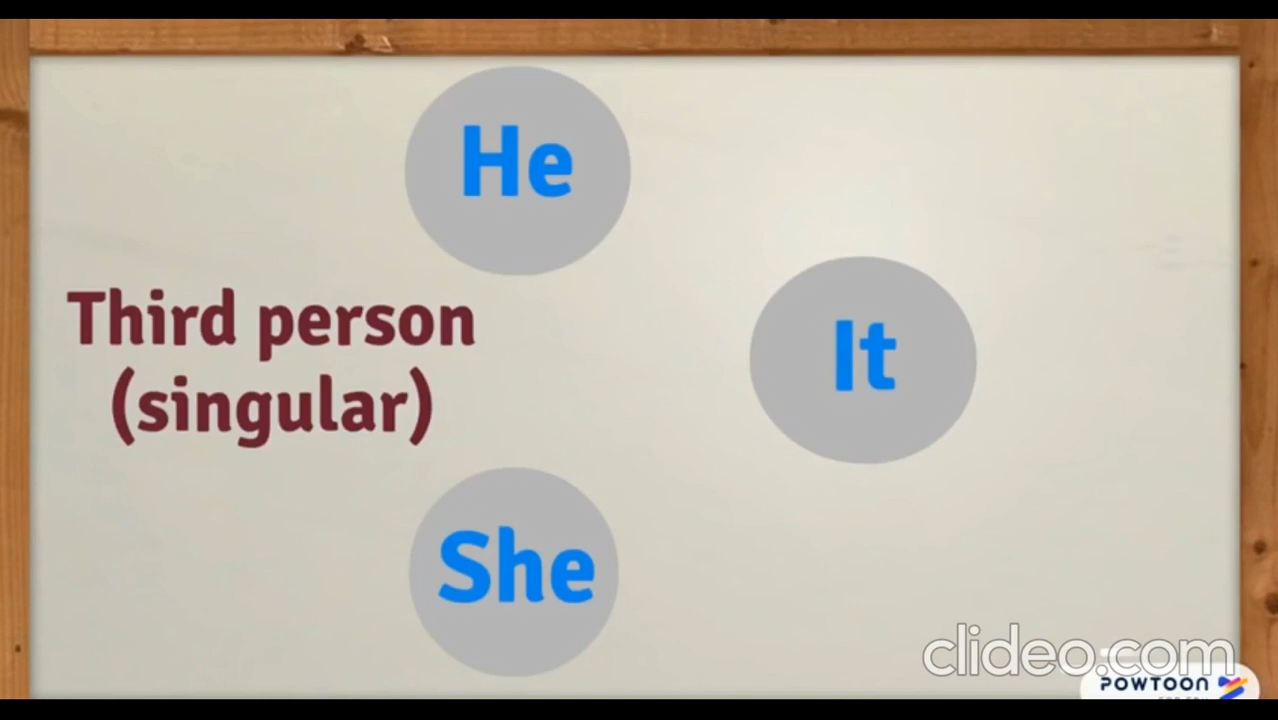 He
Third person
(singular)
It
She
clideo.com
POWTOON